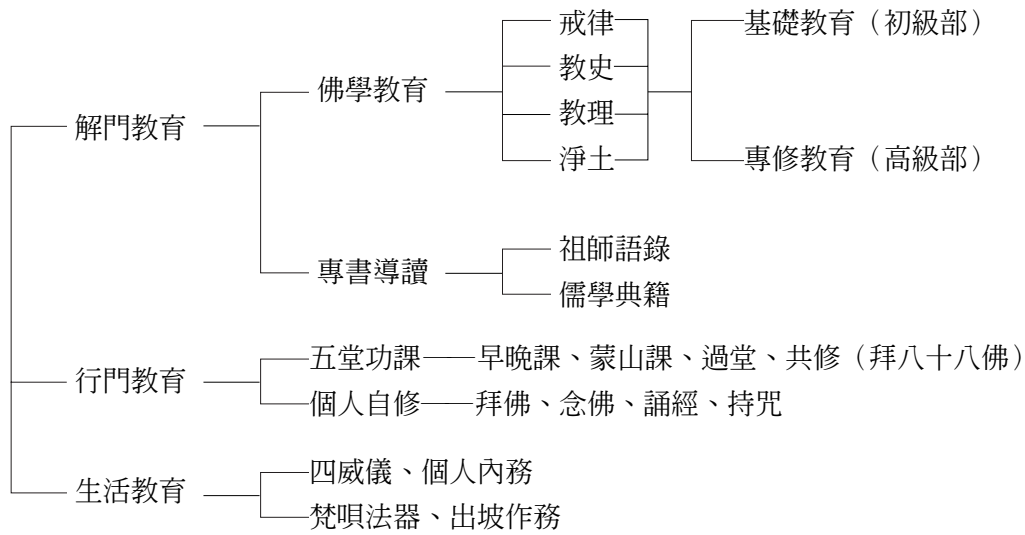 戒律
基礎教育（初級部）
教史
佛學教育
教理
解門教育
淨土
專修教育（高級部）
祖師語錄
專書導讀
儒學典籍
五堂功課
早晚課、蒙山課、過堂、共修（拜八十八佛）
行門教育
個人自修
拜佛、念佛、誦經、持咒
四威儀、個人內務
生活教育
梵唄法器、出坡作務